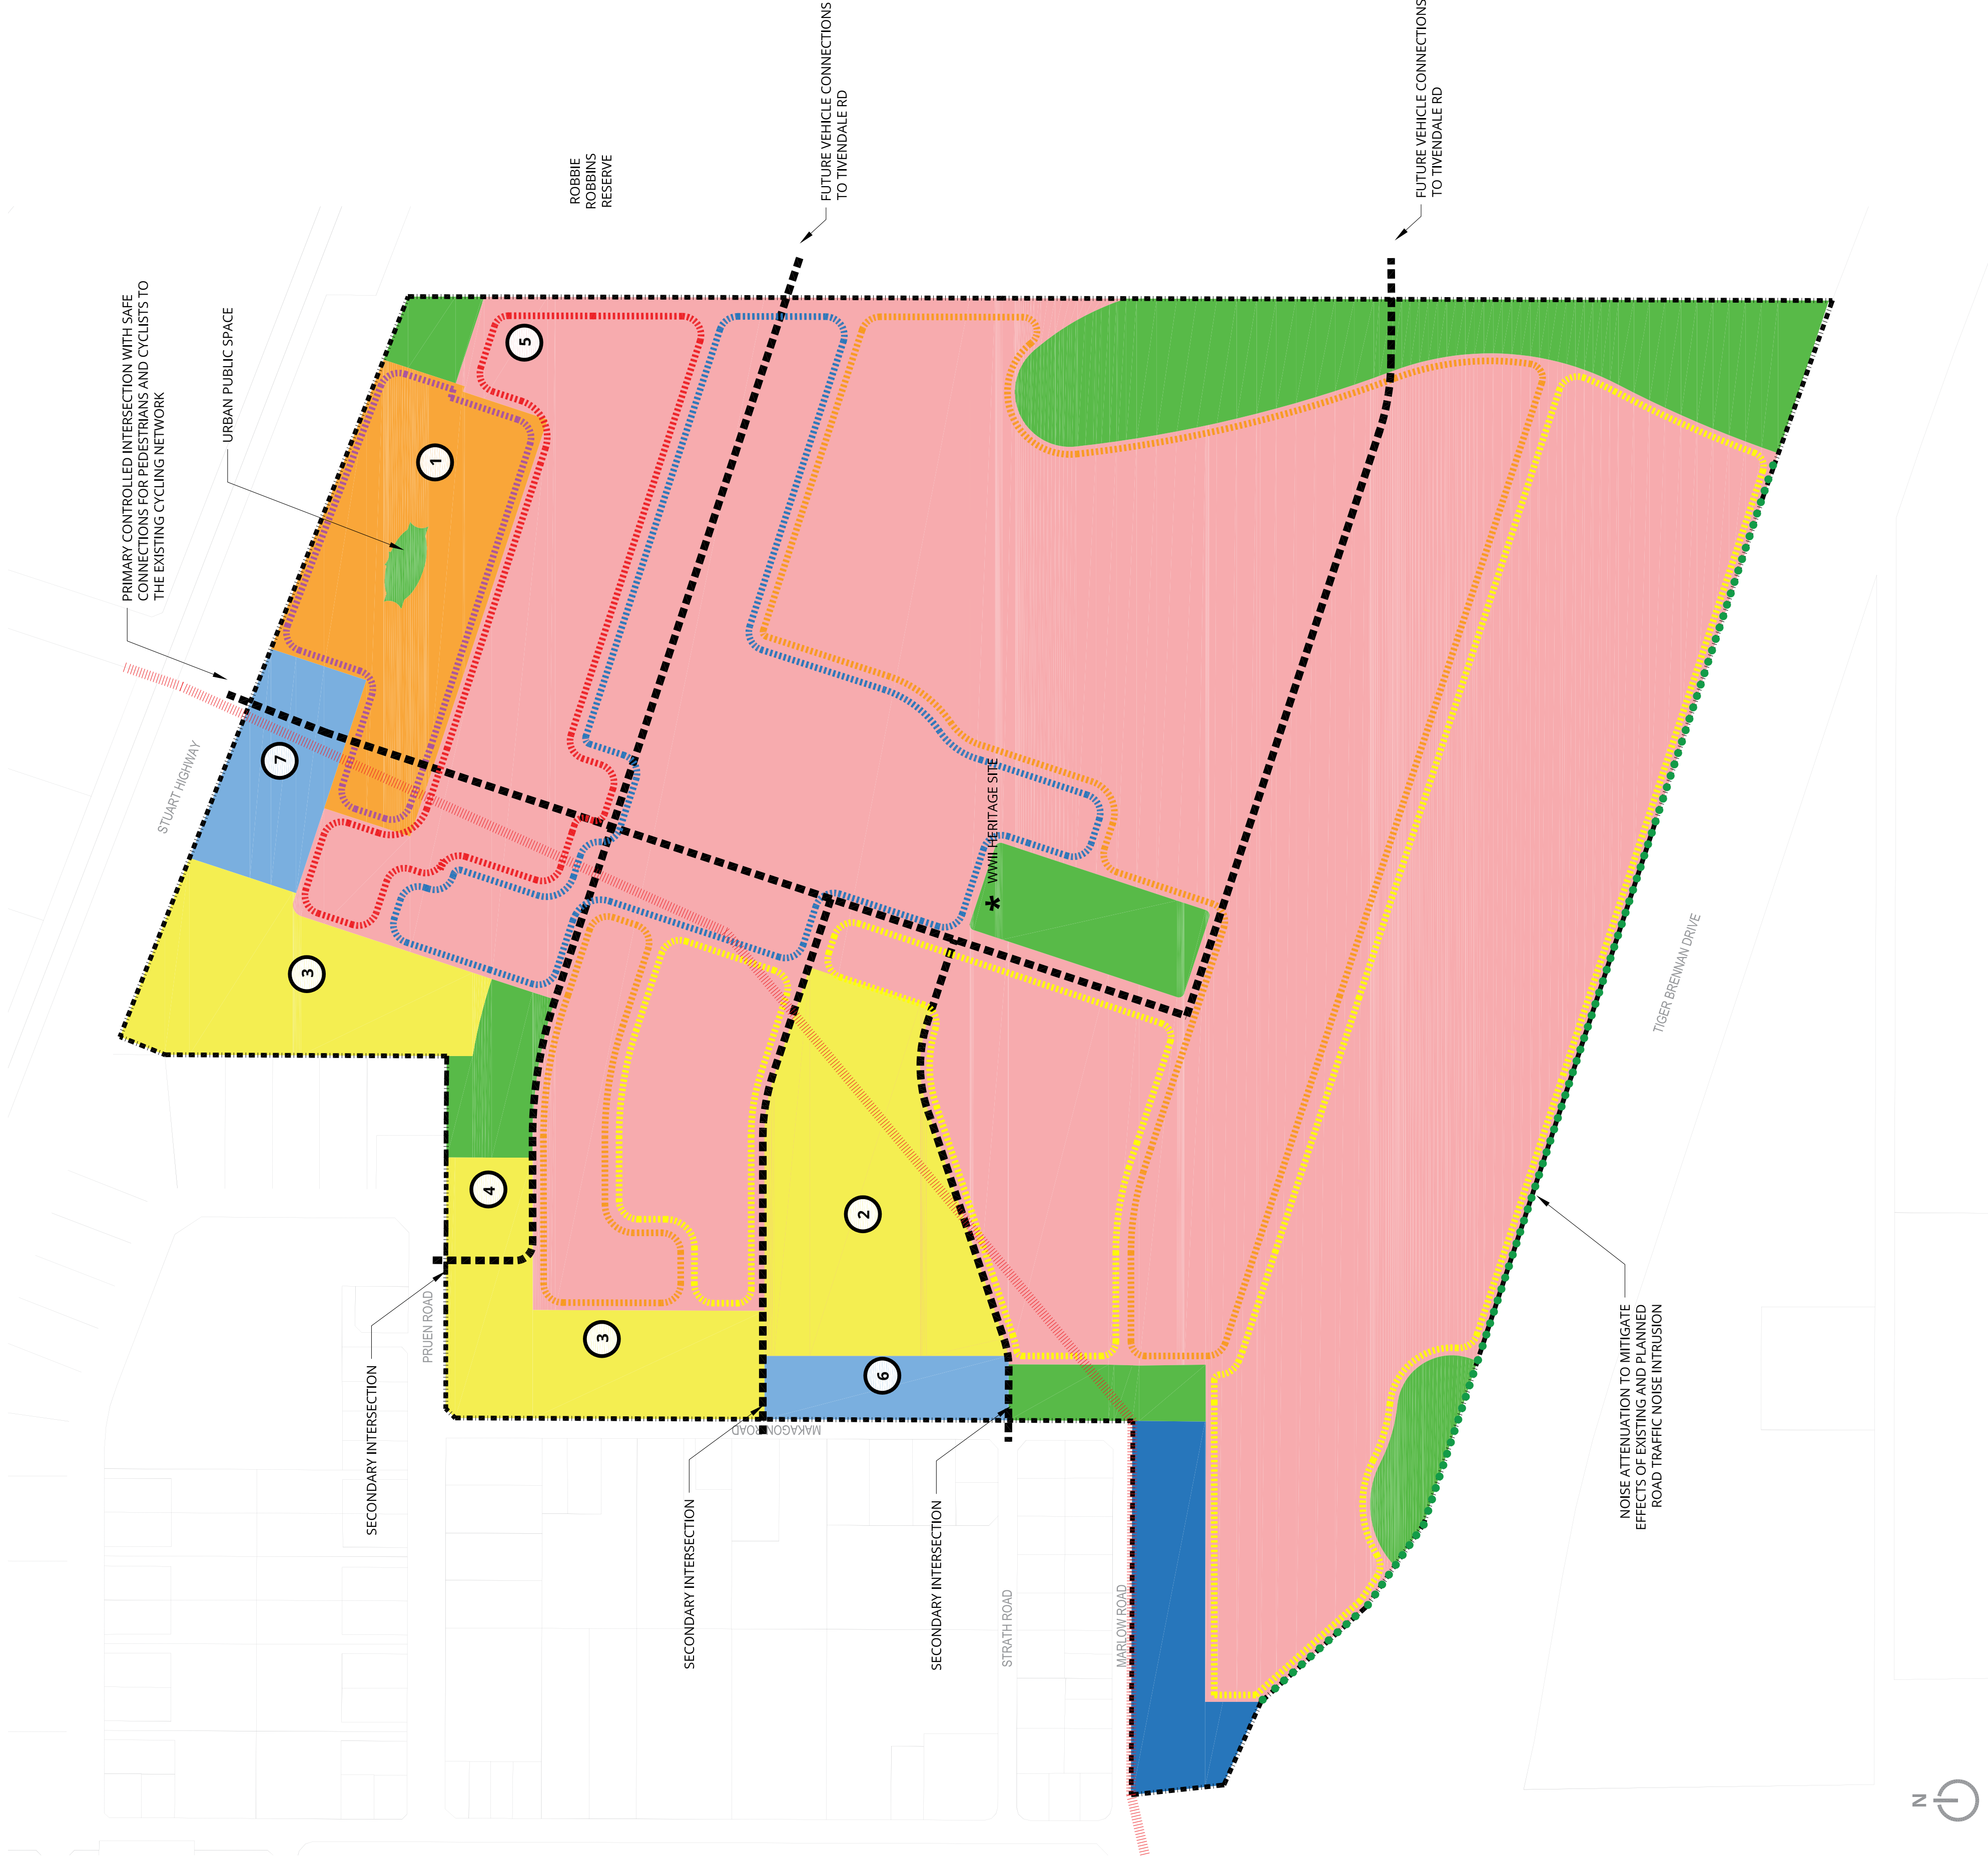 PRIMARY CONTROLLED INTERSECTION WITH SAFE
CONNECTIONS FOR PEDESTRIANS AND CYCLISTS TO
THE EXISTING CYCLING NETWORK
URBAN PUBLIC SPACE
ROBBIE
ROBBINS
RESERVE
FUTURE VEHICLE CONNECTIONS
TO TIVENDALE RD
FUTURE VEHICLE CONNECTIONS
TO TIVENDALE RD
STUART HIGHWAY
5
1
7
3
WWII HERITAGE SITE
*
4
2
3
6
PRUEN ROAD
MAKAGON ROAD
STRATH ROAD
MARLOW ROAD
TIGER BRENNAN DRIVE
SECONDARY INTERSECTION
SECONDARY INTERSECTION
SECONDARY INTERSECTION
NOISE ATTENUATION TO MITIGATE
EFFECTS OF EXISTING AND PLANNED
ROAD TRAFFIC NOISE INTRUSION
N